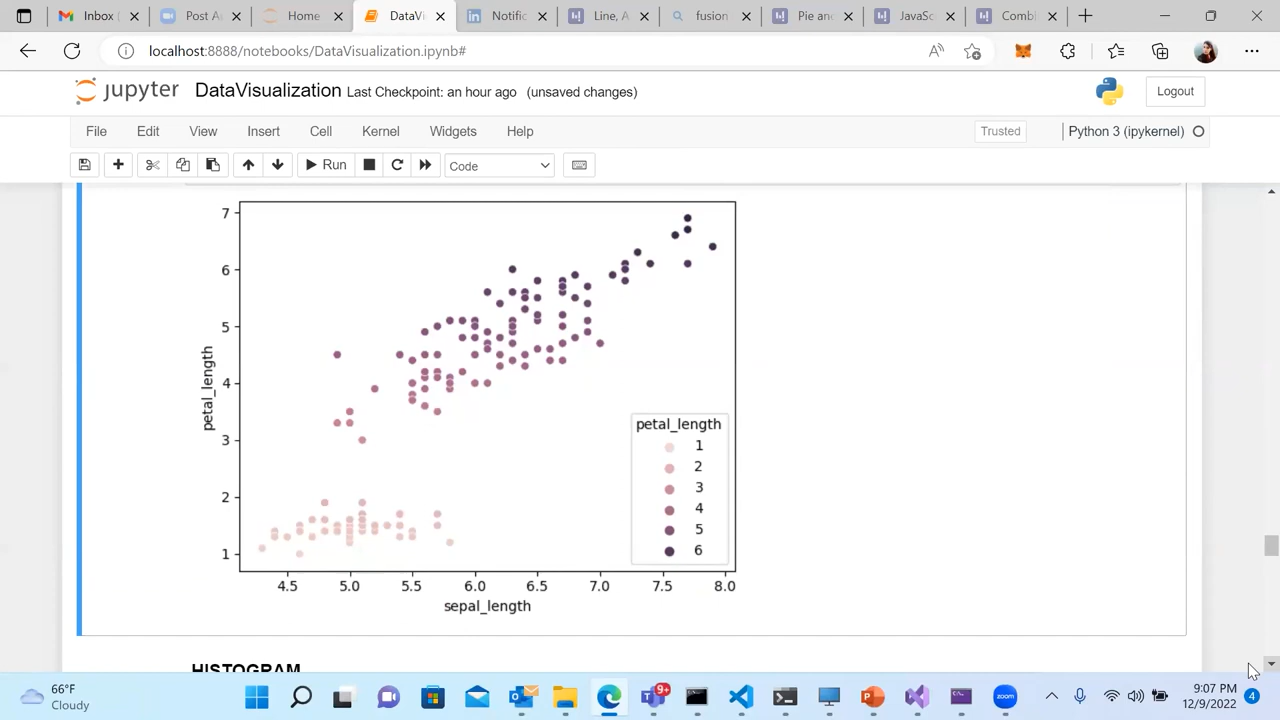 Inbox
Post A
Home
DataVi
Notifi
Line, A
fusion
Pie an
JavaSc
Comb
localhost:8888/notebooks/DataVisualization.ipynb#
jupyter DataVisualization Last Checkpoint: an hour ago (unsaved changes)
Logout
File Edit View Insert Cell Kernel Widgets Help
Trusted
Python 3 (ipykernel)
Run
Code
7
6
5
4
3
2
1
petal_length
4.5 5.0 5.5 6.0 6.5 7.0 7.5 8.0
sepal_length
petal_length
1
2
3
4
5
6
HISTOGRAM
66°F
Cloudy
9+
zoom
9:07 PM
12/9/2022
4